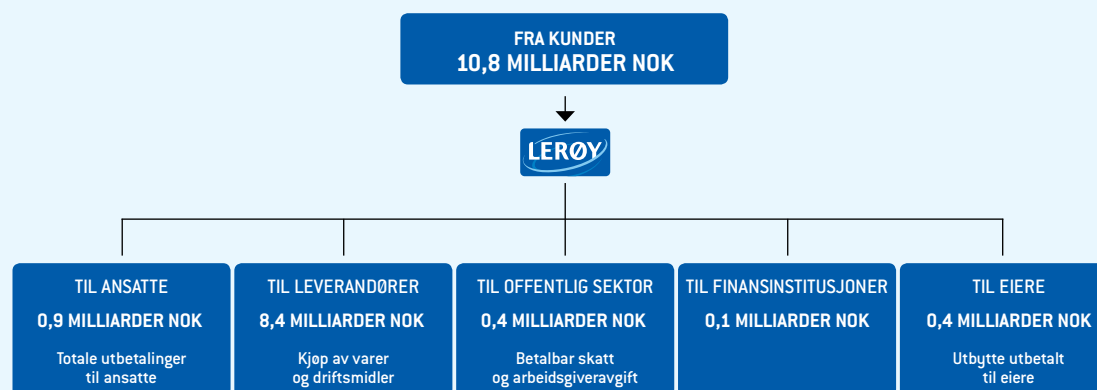 FRA KUNDER
10,8 MILLIARDER NOK
LERØY
TIL ANSATTE
0,9 MILLIARDER NOK
Totale utbetalinger
til ansatte
TIL LEVERANDØRER
8,4 MILLIARDER NOK
Kjøp av varer
og driftsmidler
TIL OFFENTLIG SEKTOR
0,4 MILLIARDER NOK
Betalbar skatt
og arbeidsgiveravgift
TIL FINANSINSTITUSJONER
0,1 MILLIARDER NOK
TIL EIERE
0,4 MILLIARDER NOK
Utbytte utbetalt
til eiere